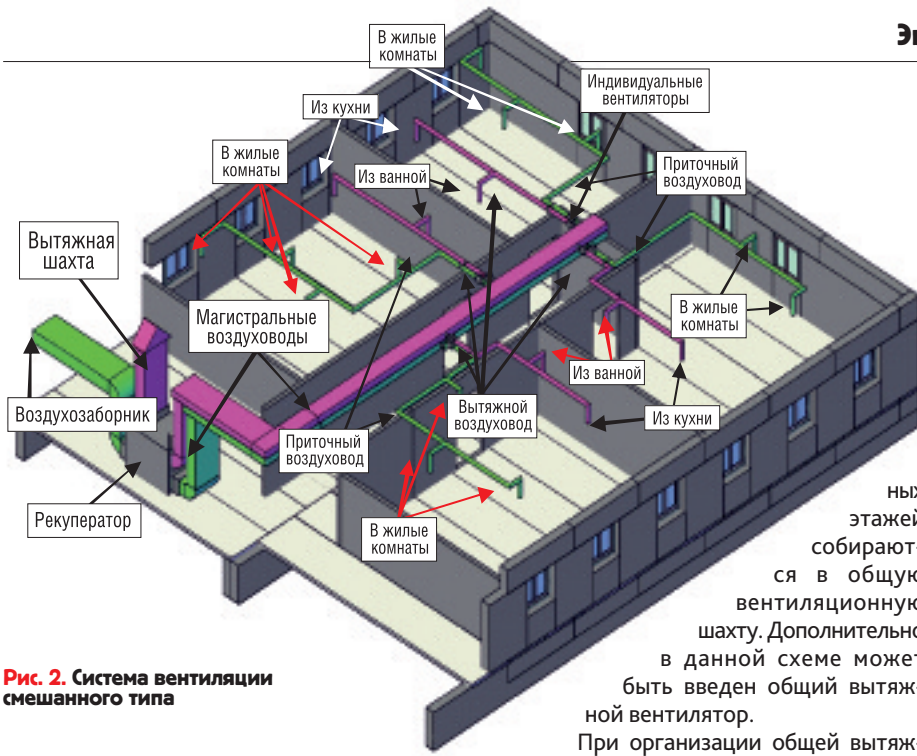 Эн
В жилые
комнаты
Индивидуальные
вентиляторы
Из кухни
В жилые
комнаты
Из ванной
Приточный
воздуховод
Вытяжная
шахта
Магистральные
воздуховоды
В жилые
комнаты
Из ванной
Воздухозаборник
Вытяжной
воздуховод
Из кухни
Приточный
воздуховод
Рекуператор
В жилые
комнаты
ных
этажей
собирают-
ся в общую
вентиляционную
шахту. Дополнительно
в данной схеме может
быть введен общий вытяж-
ной вентилятор.
При организации общей вытяж-
Рис. 2. Система вентиляции
смешанного типа